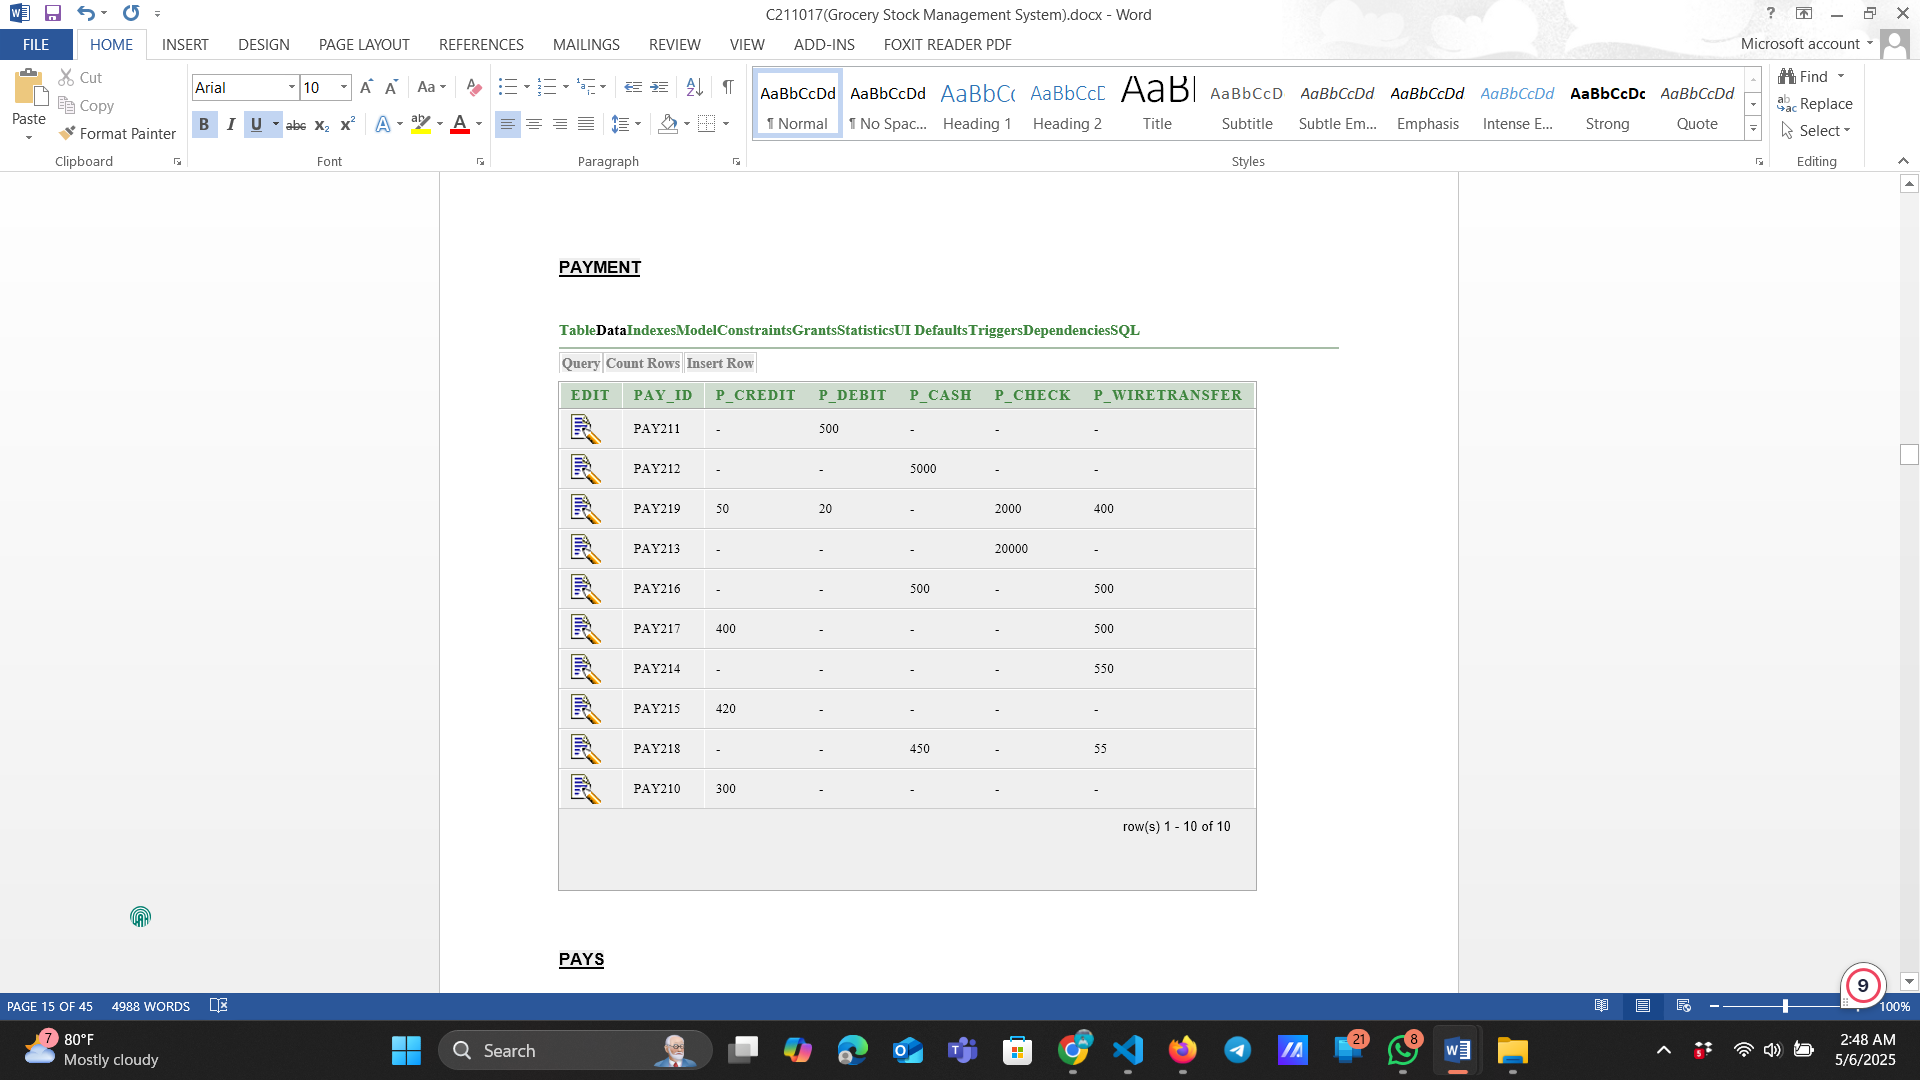 C211017(Grocery Stock Management System).docx - Word
FILE HOME INSERT DESIGN PAGE LAYOUT REFERENCES MAILINGS REVIEW VIEW ADD-INS FOXIT READER PDF Microsoft account
Paste
Cut
Copy
Format Painter
Clipboard
Arial 10
Font
Paragraph
AaBbCcDd AaBbCcDd AaBbCc AaBbCcD AaBl AaBbCcD AaBbCcDd AaBbCcDd AaBbCcDd AaBbCcDc AaBbCcDd
¶ Normal ¶ No Spac... Heading 1 Heading 2 Title Subtitle Subtle Em... Emphasis Intense E... Strong Quote
Styles
Find
Replace
Select
Editing
PAYMENT
TableDataIndexesModelConstraintsGrantsStatisticsUI DefaultsTriggersDependenciesSQL
Query Count Rows Insert Row
EDIT PAY_ID P_CREDIT P_DEBIT P_CASH P_CHECK P_WIRETRANSFER
PAY211 - 500 - - -
PAY212 - - 5000 - -
PAY219 50 20 - 2000 400
PAY213 - - - 20000 -
PAY216 - - 500 - 500
PAY217 400 - - - 500
PAY214 - - - - 550
PAY215 420 - - - -
PAY218 - - 450 - 55
PAY210 300 - - - -
row(s) 1 - 10 of 10
PAYS
9
PAGE 15 OF 45 4988 WORDS 100%
7
80°F
Mostly cloudy
Search
21
8
5
2:48 AM
5/6/2025